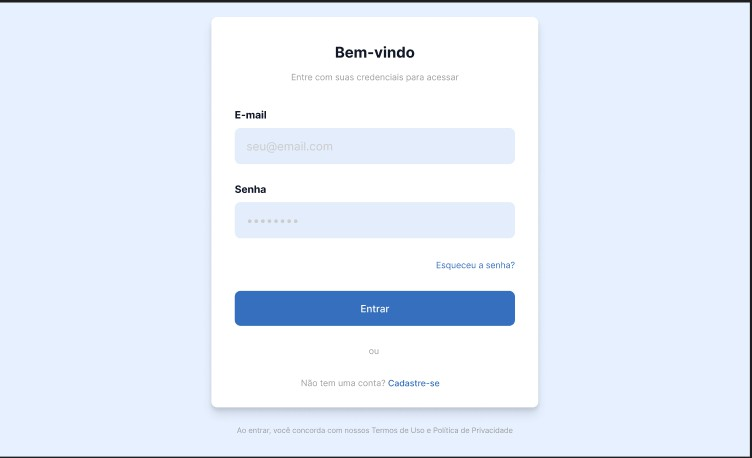 Bem-vindo
Entre com suas credenciais para acessar
E-mail
seu@email.com
Senha
••••••••
Esqueceu a senha?
Entrar
ou
Não tem uma conta? Cadastre-se
Ao entrar, você concorda com nossos Termos de Uso e Política de Privacidade